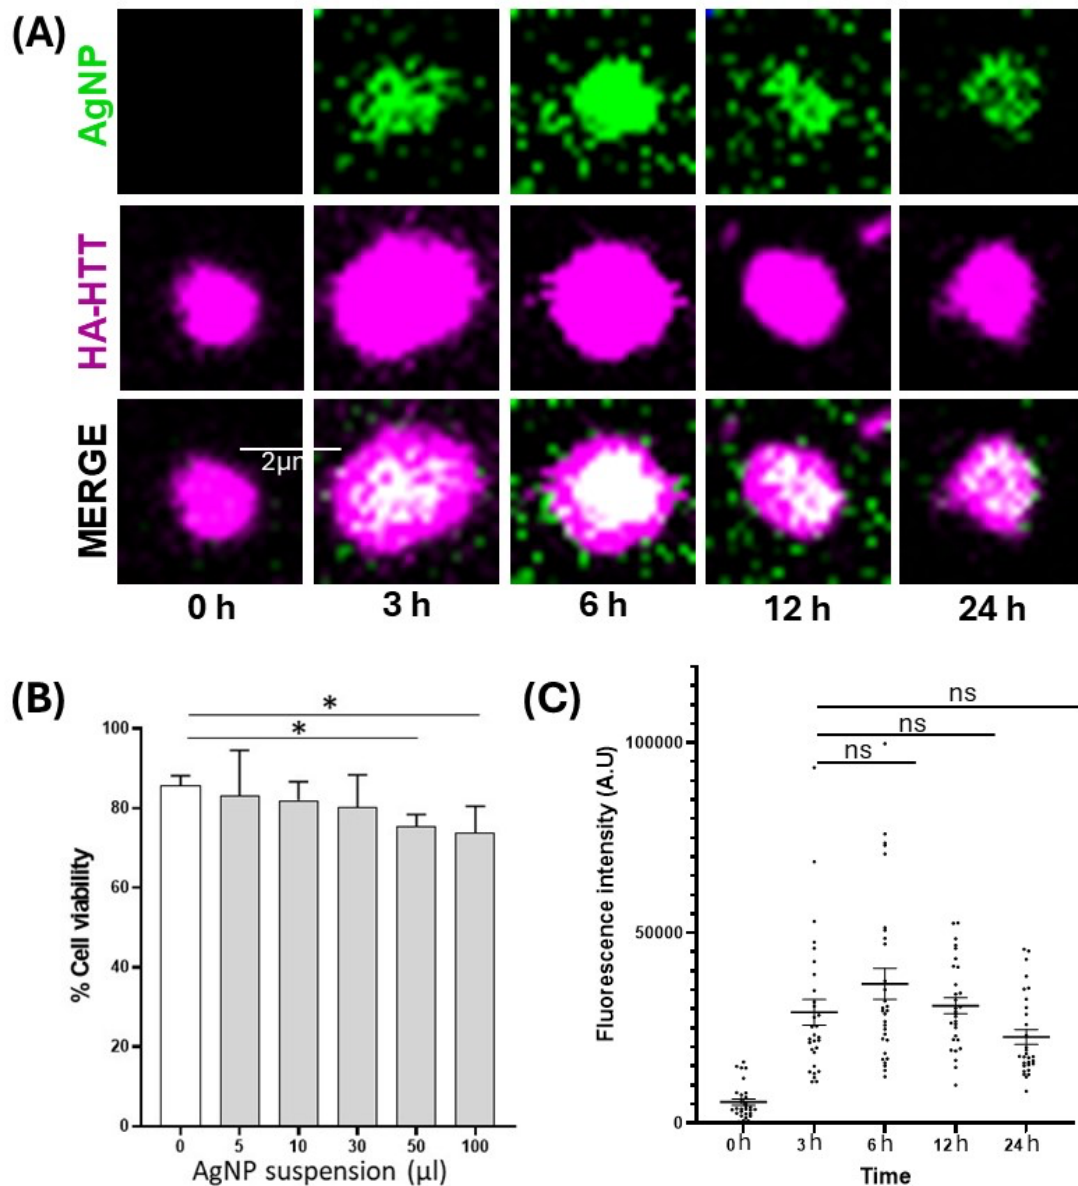 (A)
AgNP
HA-HTT
MERGE
2µm
0 h
3 h
6 h
12 h
24 h
(B)
% Cell viability
100
80
60
40
20
0
*
*
0
5
10
30
50
100
AgNP suspension (µl)
(C)
Fluorescence intensity (A.U)
100000
50000
0
ns
ns
ns
0 h
3 h
6 h
12 h
24 h
Time